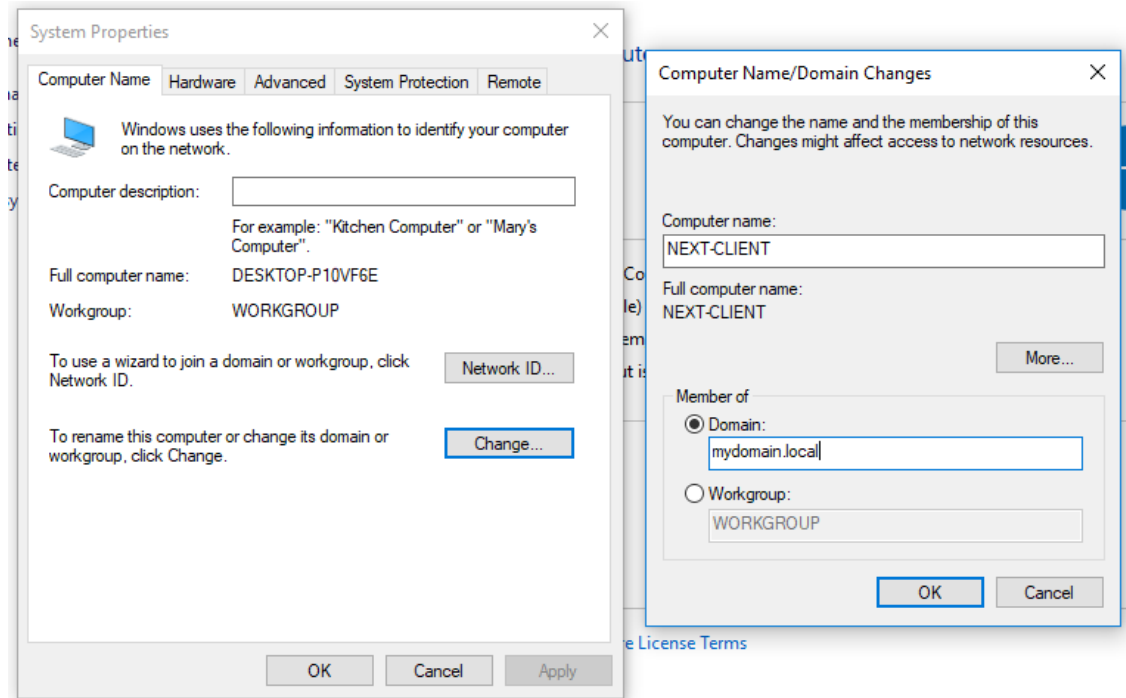 System Properties
Computer Name
Hardware
Advanced
System Protection
Remote
Windows uses the following information to identify your computer
on the network.
Computer description:
For example: "Kitchen Computer" or "Mary's
Computer".
Full computer name:
DESKTOP-P10VF6E
Workgroup:
WORKGROUP
To use a wizard to join a domain or workgroup, click
Network ID.
Network ID...
To rename this computer or change its domain or
workgroup, click Change.
Change...
OK
Cancel
Apply
Computer Name/Domain Changes
You can change the name and the membership of this
computer. Changes might affect access to network resources.
Computer name:
NEXT-CLIENT
Full computer name:
NEXT-CLIENT
More...
Member of
Domain:
mydomain.local
Workgroup:
WORKGROUP
OK
Cancel
License Terms